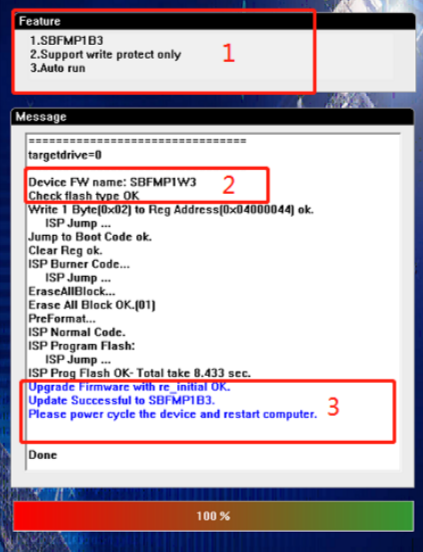 Feature
1.SBFMP1B3
2.Support write protect only
3.Auto run
1
Message
================================
targetdrive=0
Device FW name: SBFMP1W3
Check flash type OK
2
Write 1 Byte(0x02) to Reg Address(0x04000044) ok.
ISP Jump ...
Jump to Boot Code ok.
Clear Reg ok.
ISP Burner Code...
ISP Jump ...
EraseAllBlock...
Erase All Block OK.(01)
PreFormat...
ISP Normal Code.
ISP Program Flash:
ISP Jump ...
ISP Prog Flash OK- Total take 8.433 sec.
Upgrade Firmware with re_initial OK.
Update Successful to SBFMP1B3.
Please power cycle the device and restart computer.
3
Done
100 %